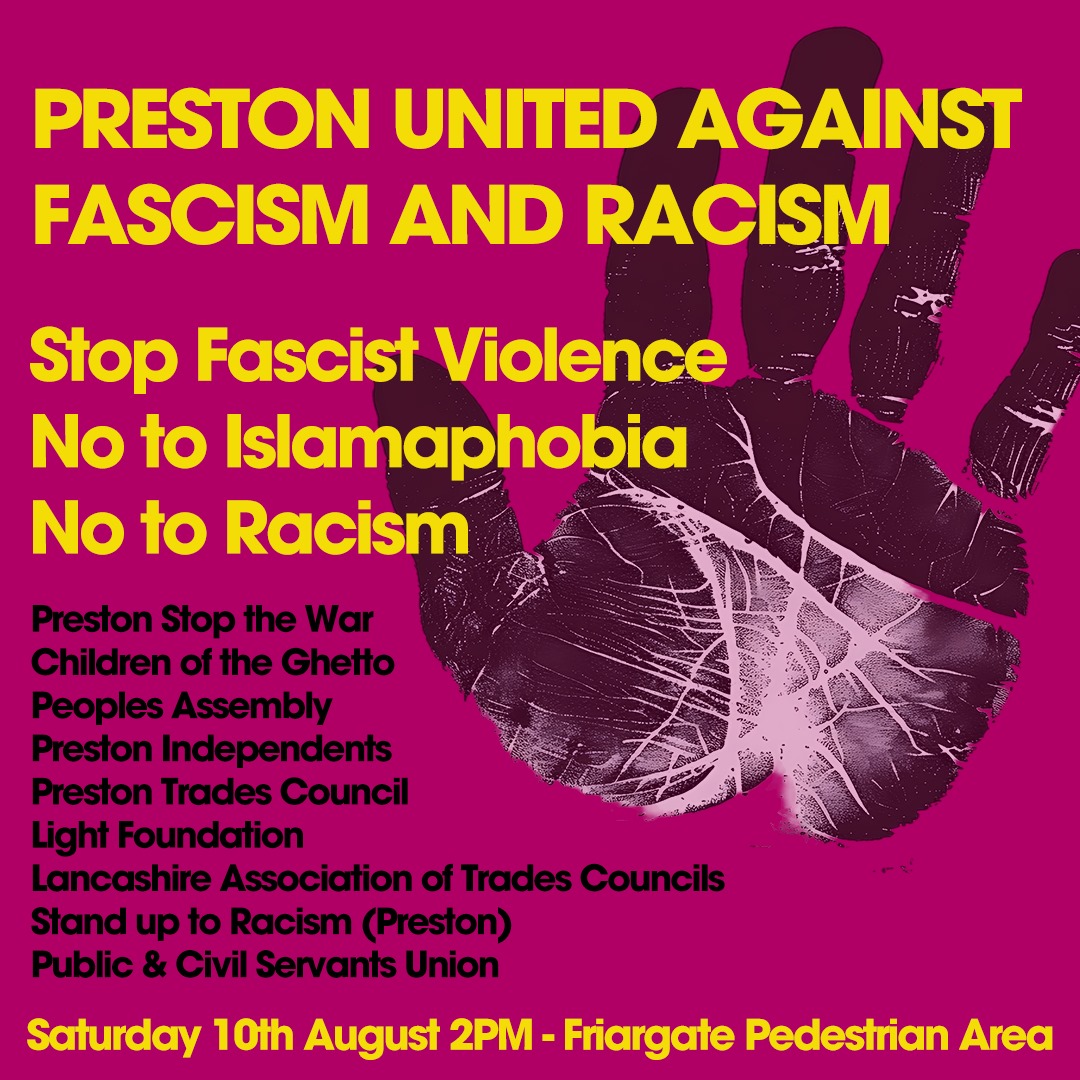 PRESTON UNITED AGAINST
FASCISM AND RACISM
Stop Fascist Violence
No to Islamaphobia
No to Racism
Preston Stop the War
Children of the Ghetto
Peoples Assembly
Preston Independents
Preston Trades Council
Light Foundation
Lancashire Association of Trades Councils
Stand up to Racism (Preston)
Public & Civil Servants Union
Saturday 10th August 2PM - Friargate Pedestrian Area